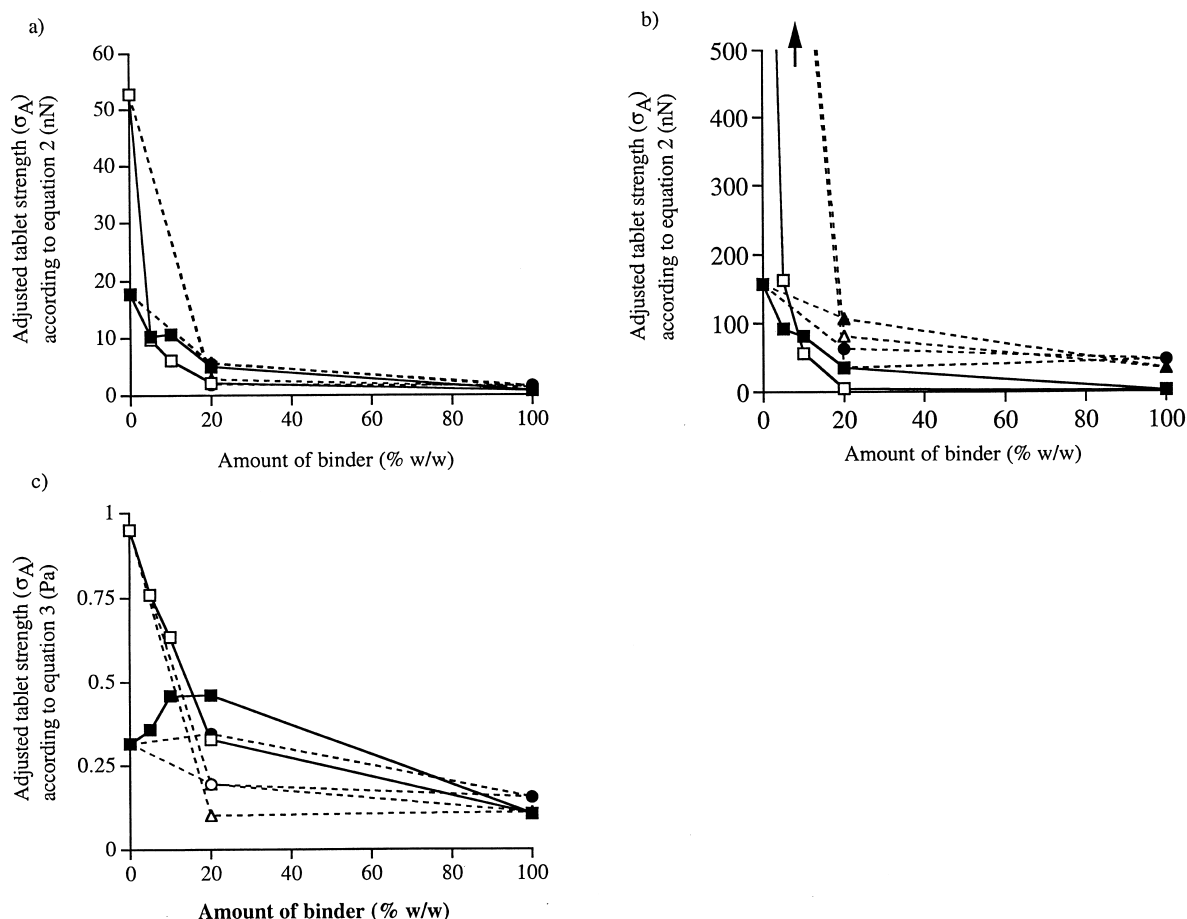 a)
60
50
40
30
20
10
0
Adjusted tablet strength (σA)
according to equation 2 (nN)
0 20 40 60 80 100
Amount of binder (% w/w)
b)
500
400
300
200
100
0
Adjusted tablet strength (σA)
according to equation 2 (nN)
0 20 40 60 80 100
Amount of binder (% w/w)
c)
1
0.75
0.5
0.25
0
Adjusted tablet strength (σA)
according to equation 3 (Pa)
0 20 40 60 80 100
Amount of binder (% w/w)